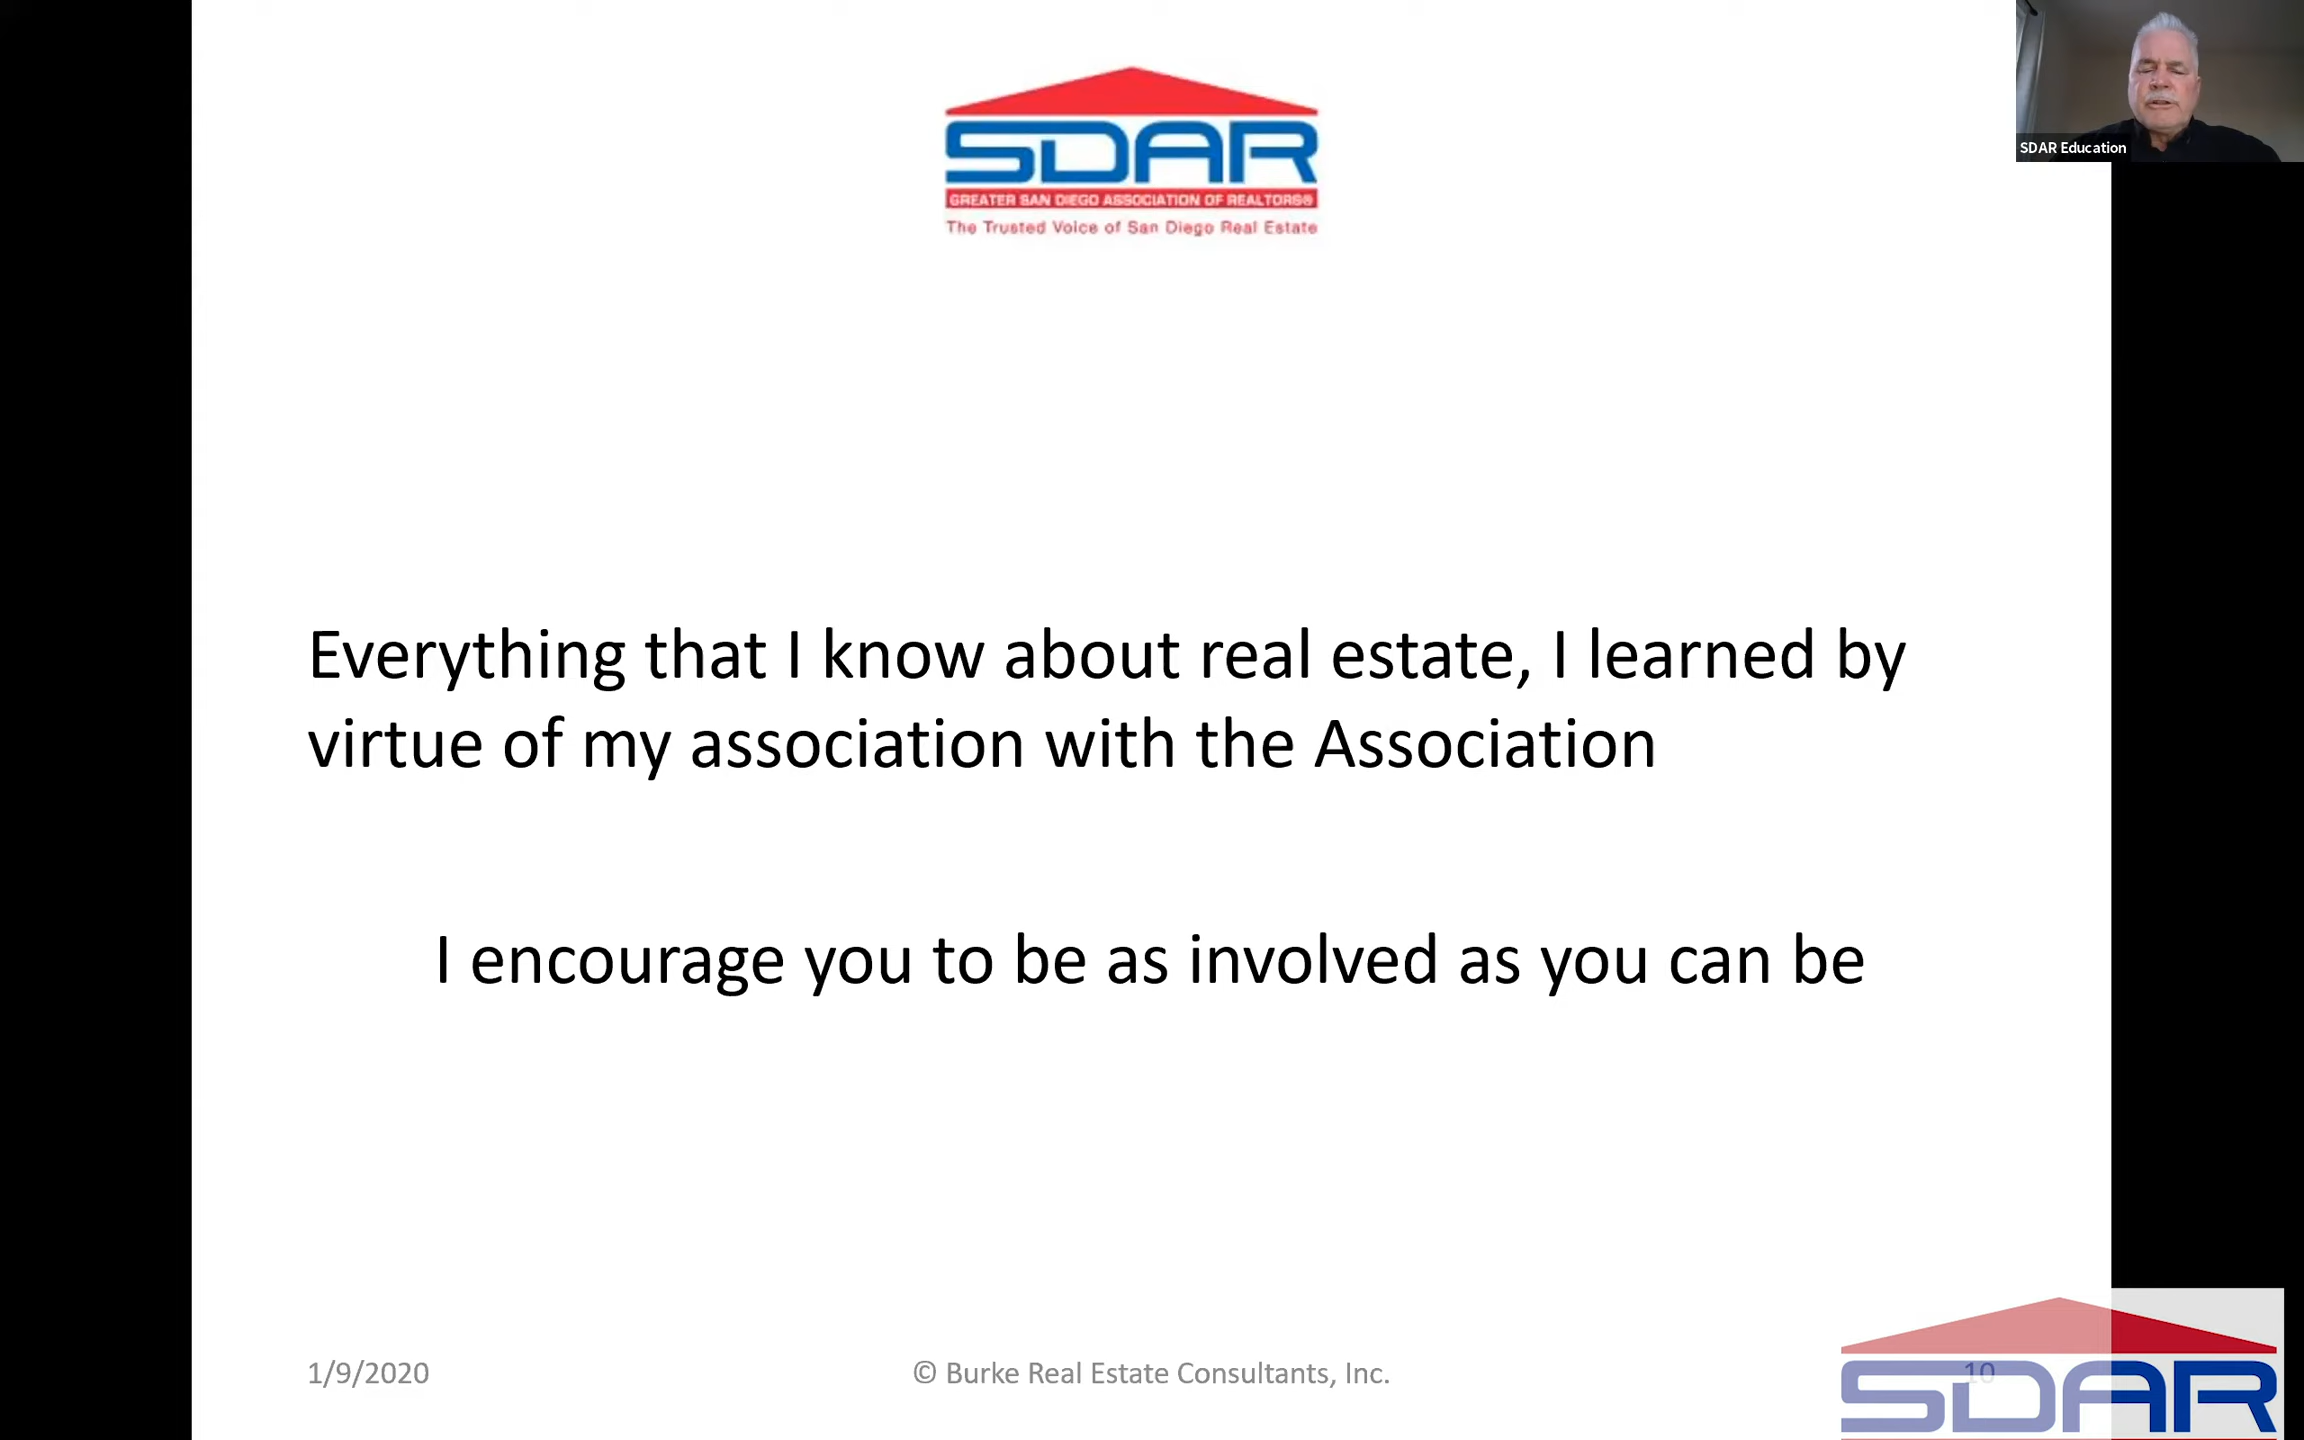 SDAR
GREATER SAN DIEGO ASSOCIATION OF REALTORS®
The Trusted Voice of San Diego Real Estate
SDAR Education
Everything that I know about real estate, I learned by
virtue of my association with the Association
I encourage you to be as involved as you can be
1/9/2020
© Burke Real Estate Consultants, Inc.
10
SDAR